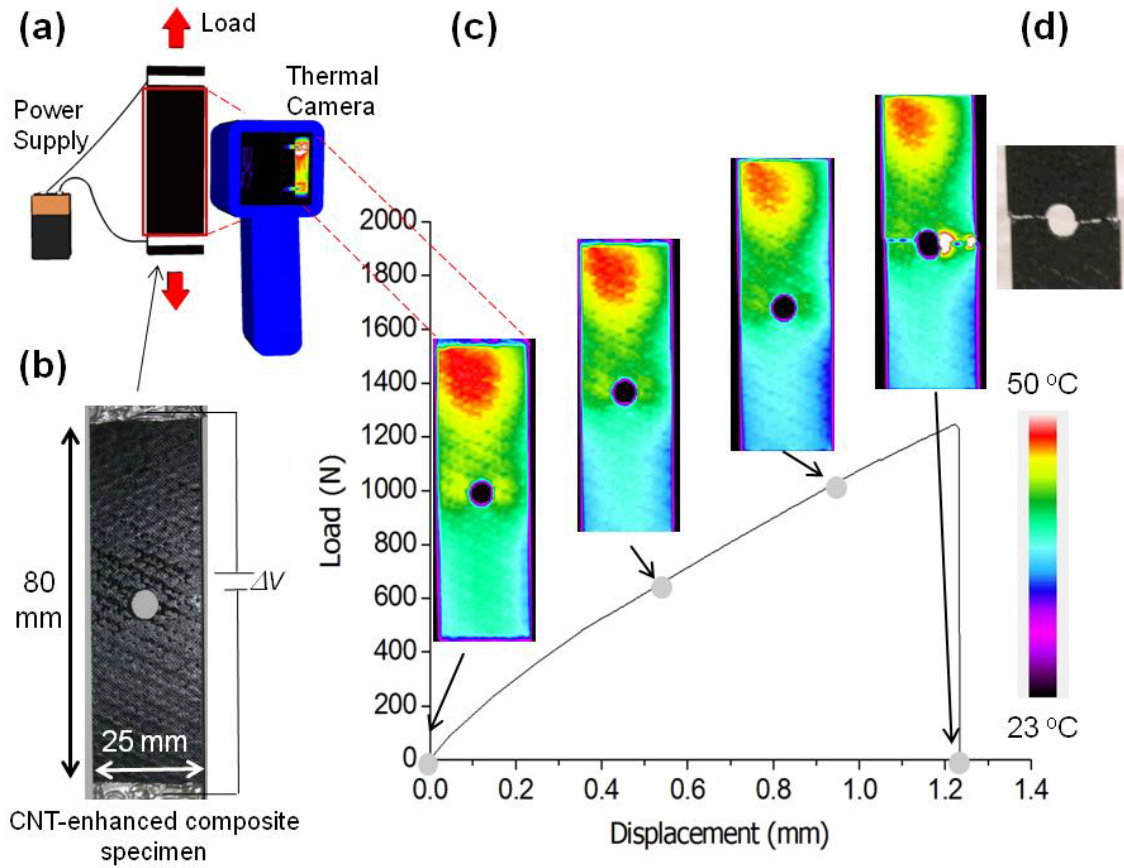 (a)
Load
Power
Supply
Thermal
Camera
(b)
80
mm
25 mm
ΔV
CNT-enhanced composite
specimen
(c)
2000
1800
1600
1400
1200
1000
800
600
400
200
0
Load (N)
0.0 0.2 0.4 0.6 0.8 1.0 1.2 1.4
Displacement (mm)
(d)
50 °C
23 °C